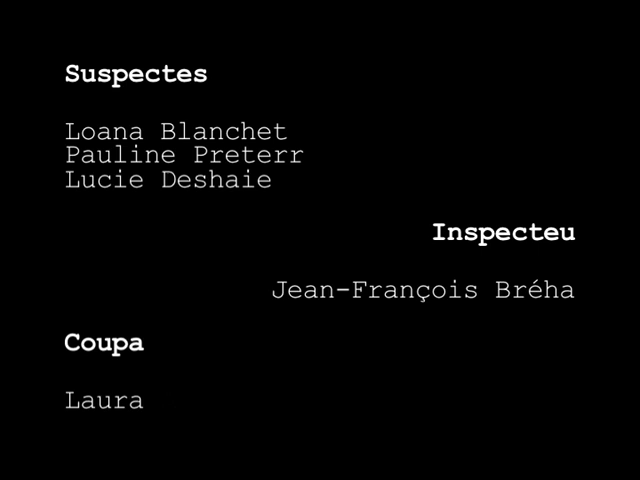 Suspectes
Loana Blanchet
Pauline Preterr
Lucie Deshaie
Inspecteu
Jean-François Bréha
Coupa
Laura